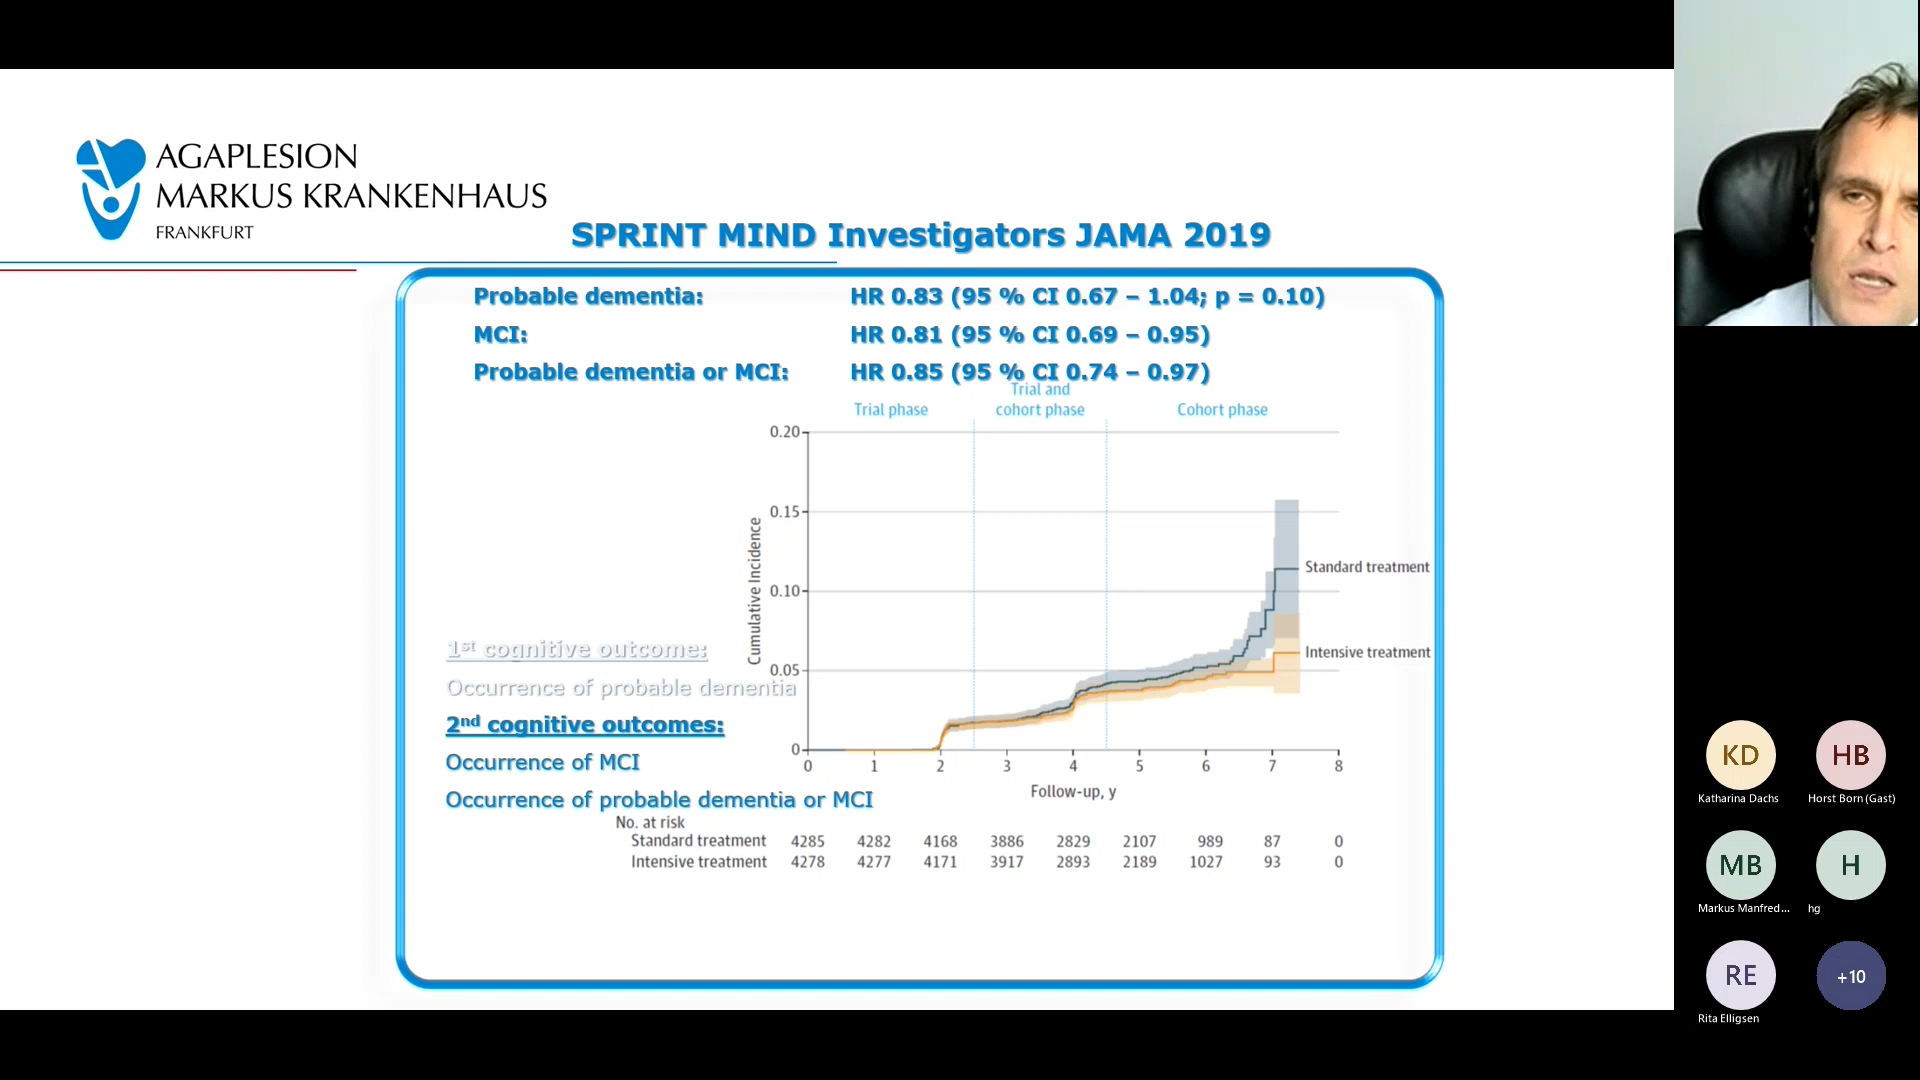 AGAPLESION
MARKUS KRANKENHAUS
FRANKFURT
SPRINT MIND Investigators JAMA 2019
Probable dementia: HR 0.83 (95 % CI 0.67 – 1.04; p = 0.10)
MCI: HR 0.81 (95 % CI 0.69 – 0.95)
Probable dementia or MCI: HR 0.85 (95 % CI 0.74 – 0.97)
Trial phase
Trial and
cohort phase
Cohort phase
0.20
0.15
0.10
0.05
0
Cumulative Incidence
Standard treatment
Intensive treatment
0 1 2 3 4 5 6 7 8
Follow-up, y
1st cognitive outcome:
Occurrence of probable dementia
2nd cognitive outcomes:
Occurrence of MCI
Occurrence of probable dementia or MCI
No. at risk
Standard treatment 4285 4282 4168 3886 2829 2107 989 87 0
Intensive treatment 4278 4277 4171 3917 2893 2189 1027 93 0
KD
Katharina Dachs
HB
Horst Born (Gast)
MB
Markus Manfred...
H
hg
RE
Rita Elligsen
+10